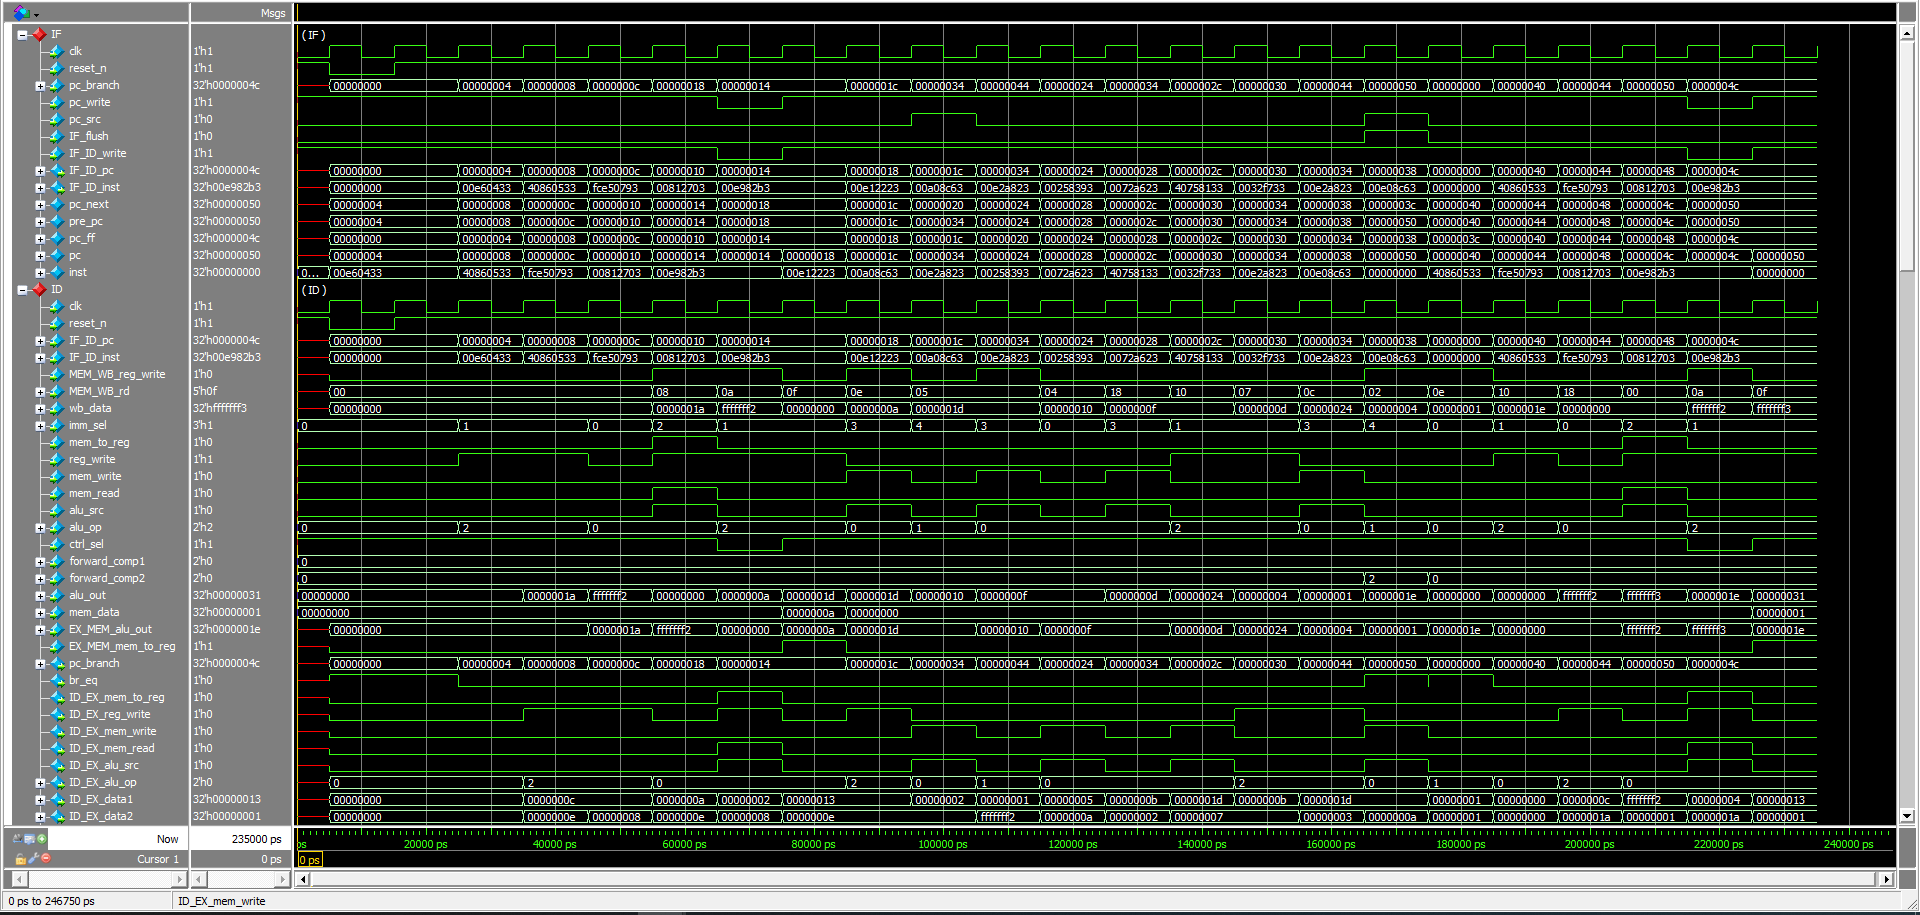 Msgs
IF (IF)
clk 1'h1
reset_n 1'h1
pc_branch 32'h0000004c 00000000 00000004 00000008 0000000c 00000018 00000014 0000001c 00000034 00000044 00000024 00000034 0000002c 00000030 00000044 00000050 00000000 00000040 00000044 00000050 0000004c
pc_write 1'h1
pc_src 1'h0
IF_flush 1'h0
IF_ID_write 1'h1
IF_ID_pc 32'h0000004c 00000000 00000004 00000008 0000000c 00000010 00000014 00000018 0000001c 00000034 00000024 00000028 0000002c 00000030 00000034 00000038 00000000 00000040 00000044 00000048 0000004c
IF_ID_inst 32'h00e982b3 00000000 00e60433 40860533 fce50793 00812703 00e982b3 00e12223 00a08c63 00e2a823 00258393 0072a623 40758133 0032f733 00e2a823 00e08c63 00000000 40860533 fce50793 00812703 00e982b3
pc_next 32'h00000050 00000004 00000008 0000000c 00000010 00000014 00000018 0000001c 00000020 00000024 00000028 0000002c 00000030 00000034 00000038 0000003c 00000040 00000044 00000048 0000004c 00000050
pre_pc 32'h00000050 00000004 00000008 0000000c 00000010 00000014 00000018 0000001c 00000034 00000024 00000028 0000002c 00000030 00000034 00000038 00000050 00000040 00000044 00000048 0000004c 00000050
pc_ff 32'h0000004c 00000000 00000004 00000008 0000000c 00000010 00000014 00000018 0000001c 00000020 00000024 00000028 0000002c 00000030 00000034 00000038 0000003c 00000040 00000044 00000048 0000004c
pc 32'h00000050 00000004 00000008 0000000c 00000010 00000014 00000018 0000001c 00000034 00000024 00000028 0000002c 00000030 00000034 00000038 00000050 00000040 00000044 00000048 0000004c 00000050
inst 32'h00000000 0... 00e60433 40860533 fce50793 00812703 00e982b3 00e12223 00a08c63 00e2a823 00258393 0072a623 40758133 0032f733 00e2a823 00e08c63 00000000 40860533 fce50793 00812703 00e982b3 00000000
ID (ID)
clk 1'h1
reset_n 1'h1
IF_ID_pc 32'h0000004c 00000000 00000004 00000008 0000000c 00000010 00000014 00000018 0000001c 00000034 00000024 00000028 0000002c 00000030 00000034 00000038 00000000 00000040 00000044 00000048 0000004c
IF_ID_inst 32'h00e982b3 00000000 00e60433 40860533 fce50793 00812703 00e982b3 00e12223 00a08c63 00e2a823 00258393 0072a623 40758133 0032f733 00e2a823 00e08c63 00000000 40860533 fce50793 00812703 00e982b3
MEM_WB_reg_write 1'h0
MEM_WB_rd 5'h0f 00 08 0a 0f 0e 05 04 18 10 07 0c 02 0e 10 18 00 0a 0f
wb_data 32'hfffffff3 00000000 0000001a fffffff2 00000000 0000000a 0000001d 00000010 0000000f 0000000d 00000024 00000004 00000001 0000001e 00000000 fffffff2 fffffff3
imm_sel 3'h1 0 1 0 2 1 3 4 3 0 3 1 3 4 0 1 0 2 1
mem_to_reg 1'h0
reg_write 1'h1
mem_write 1'h0
mem_read 1'h0
alu_src 1'h0
alu_op 2'h2 0 2 0 2 0 1 0 2 0 1 0 2 0 2
ctrl_sel 1'h1
forward_comp1 2'h0 0
forward_comp2 2'h0 0 2 0
alu_out 32'h00000031 00000000 0000001a fffffff2 00000000 0000000a 0000001d 0000001d 00000010 0000000f 0000000d 00000024 00000004 00000001 0000001e 00000000 00000000 fffffff2 fffffff3 0000001e 00000031
mem_data 32'h00000001 00000000 0000000a 00000000 00000001
EX_MEM_alu_out 32'h0000001e 00000000 0000001a fffffff2 00000000 0000000a 0000001d 00000010 0000000f 0000000d 00000024 00000004 00000001 0000001e 00000000 fffffff2 fffffff3 0000001e
EX_MEM_mem_to_reg 1'h1
pc_branch 32'h0000004c 00000000 00000004 00000008 0000000c 00000018 00000014 0000001c 00000034 00000044 00000024 00000034 0000002c 00000030 00000044 00000050 00000000 00000040 00000044 00000050 0000004c
br_eq 1'h0
ID_EX_mem_to_reg 1'h0
ID_EX_reg_write 1'h0
ID_EX_mem_write 1'h0
ID_EX_mem_read 1'h0
ID_EX_alu_src 1'h0
ID_EX_alu_op 2'h0 0 2 0 2 0 1 0 2 0 1 0 2 0
ID_EX_data1 32'h00000013 00000000 0000000c 0000000a 00000002 00000013 00000002 00000001 00000005 0000000b 0000001d 0000000b 0000001d 00000001 00000000 0000000c fffffff2 00000004 00000013
ID_EX_data2 32'h00000001 00000000 0000000e 00000008 0000000e 00000008 0000000e fffffff2 0000000a 00000002 00000007 00000003 0000000a 00000001 00000000 0000001a 00000001 0000001a 00000001
Now 235000 ps ps 20000 ps 40000 ps 60000 ps 80000 ps 100000 ps 120000 ps 140000 ps 160000 ps 180000 ps 200000 ps 220000 ps 240000 ps
Cursor 1 0 ps 0 ps
0 ps to 246750 ps ID_EX_mem_write